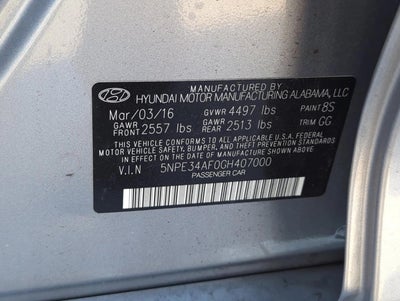 MANUFACTURED BY
HYUNDAI MOTOR MANUFACTURING ALABAMA, LLC
Mar/03/16 GVWR 4497 lbs PAINT 8S
GAWR FRONT 2557 lbs GAWR REAR 2513 lbs TRIM GG
THIS VEHICLE CONFORMS TO ALL APPLICABLE U.S.A FEDERAL
MOTOR VEHICLE SAFETY, BUMPER, AND THEFT PREVENTION
STANDARDS IN EFFECT ON THE DATE OF MANUFACTURE SHOWN ABOVE.
V.I.N 5NPE34AF0GH407000
PASSENGER CAR